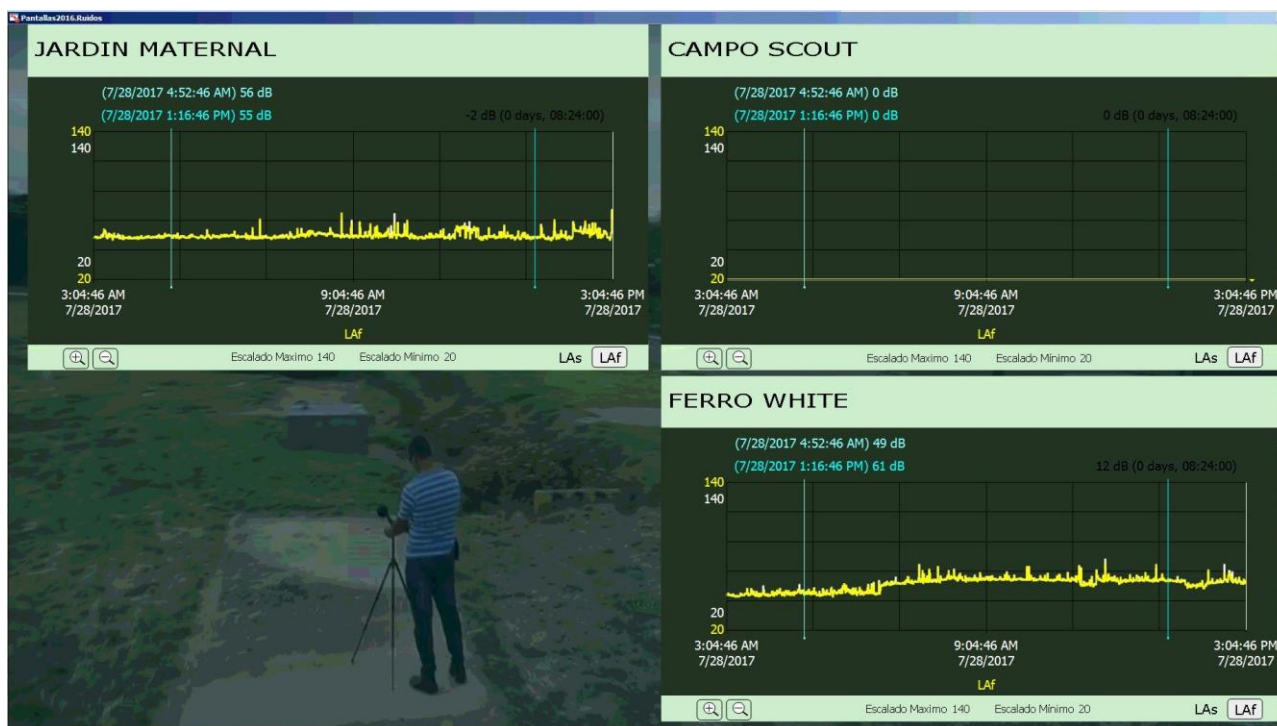 Pantallas2016.Ruidos
JARDIN MATERNAL
(7/28/2017 4:52:46 AM) 56 dB
(7/28/2017 1:16:46 PM) 55 dB
-2 dB (0 days, 08:24:00)
140
140
20
20
3:04:46 AM
7/28/2017
9:04:46 AM
7/28/2017
3:04:46 PM
7/28/2017
LAf
Escalado Maximo 140 Escalado Mínimo 20 LAs LAf
CAMPO SCOUT
(7/28/2017 4:52:46 AM) 0 dB
(7/28/2017 1:16:46 PM) 0 dB
0 dB (0 days, 08:24:00)
140
140
20
20
3:04:46 AM
7/28/2017
9:04:46 AM
7/28/2017
3:04:46 PM
7/28/2017
LAf
Escalado Maximo 140 Escalado Mínimo 20 LAs LAf
FERRO WHITE
(7/28/2017 4:52:46 AM) 49 dB
(7/28/2017 1:16:46 PM) 61 dB
12 dB (0 days, 08:24:00)
140
140
20
20
3:04:46 AM
7/28/2017
9:04:46 AM
7/28/2017
3:04:46 PM
7/28/2017
LAf
Escalado Maximo 140 Escalado Mínimo 20 LAs LAf